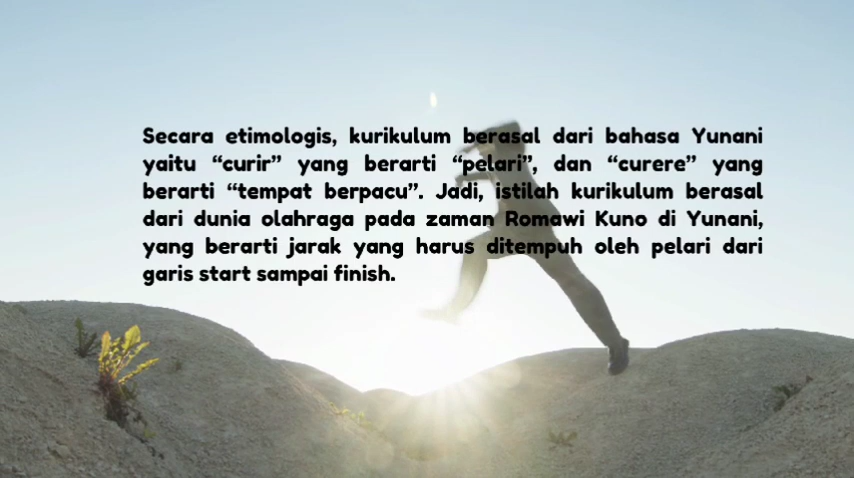 Secara etimologis, kurikulum berasal dari bahasa Yunani
yaitu “curir” yang berarti “pelari”, dan “curere” yang
berarti “tempat berpacu”. Jadi, istilah kurikulum berasal
dari dunia olahraga pada zaman Romawi Kuno di Yunani,
yang berarti jarak yang harus ditempuh oleh pelari dari
garis start sampai finish.